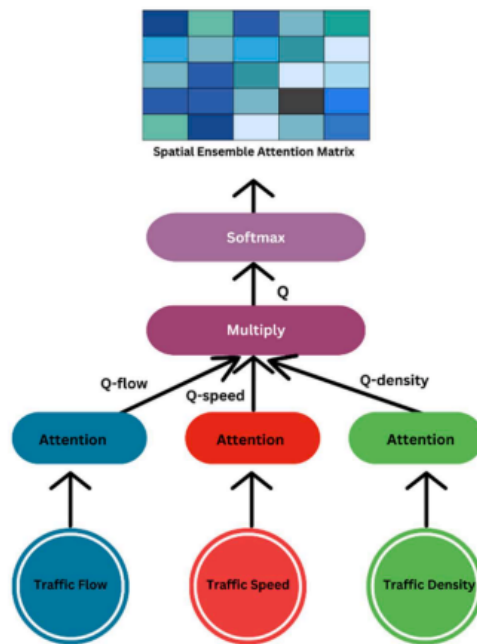 Spatial Ensemble Attention Matrix
Softmax
Q
Multiply
Q-flow
Q-speed
Q-density
Attention
Attention
Attention
Traffic Flow
Traffic Speed
Traffic Density